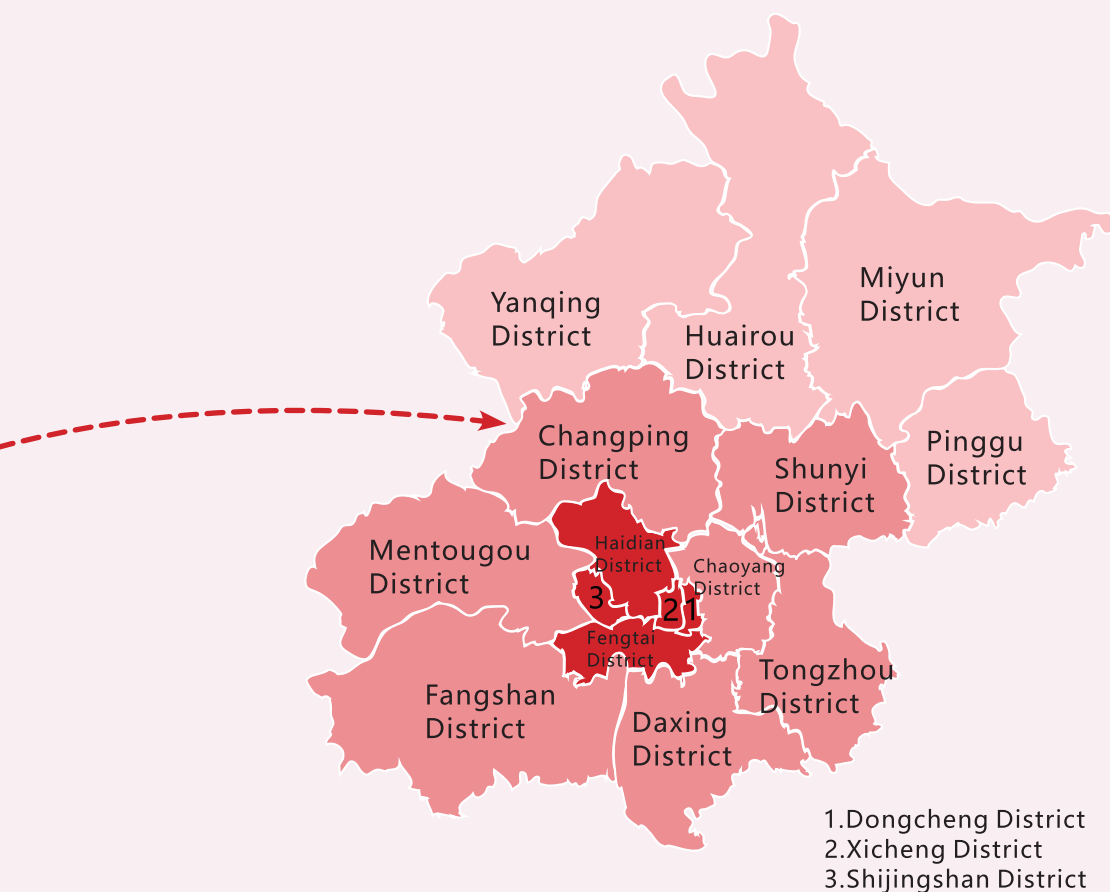 Miyun
District
Yanqing
District
Huairou
District
Changping
District
Pinggu
District
Shunyi
District
Haidian
District
Mentougou
District
Chaoyang
District
3
2
1
Fengtai
District
Tongzhou
District
Fangshan
District
Daxing
District
1.Dongcheng District
2.Xicheng District
3.Shijingshan District